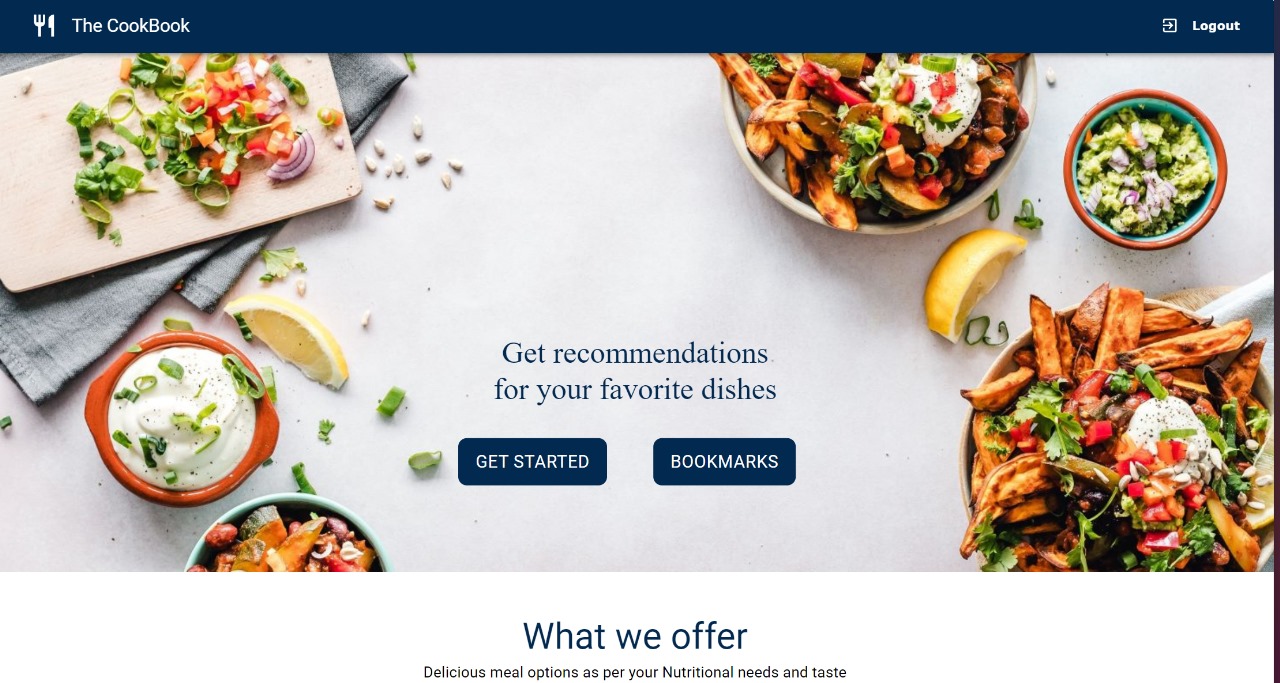 The CookBook
Logout
Get recommendations
for your favorite dishes
GET STARTED
BOOKMARKS
What we offer
Delicious meal options as per your Nutritional needs and taste